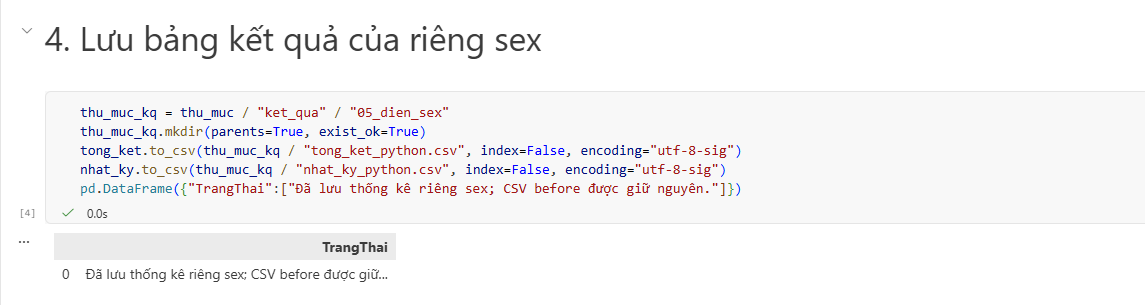 4. Lưu bảng kết quả của riêng sex
thu_muc_kq = thu_muc / "ket_qua" / "05_dien_sex"
thu_muc_kq.mkdir(parents=True, exist_ok=True)
tong_ket.to_csv(thu_muc_kq / "tong_ket_python.csv", index=False, encoding="utf-8-sig")
nhat_ky.to_csv(thu_muc_kq / "nhat_ky_python.csv", index=False, encoding="utf-8-sig")
pd.DataFrame({"TrangThai":["Đã lưu thống kê riêng sex; CSV before được giữ nguyên."]})
[4] 0.0s
...
TrangThai
0 Đã lưu thống kê riêng sex; CSV before được giữ...